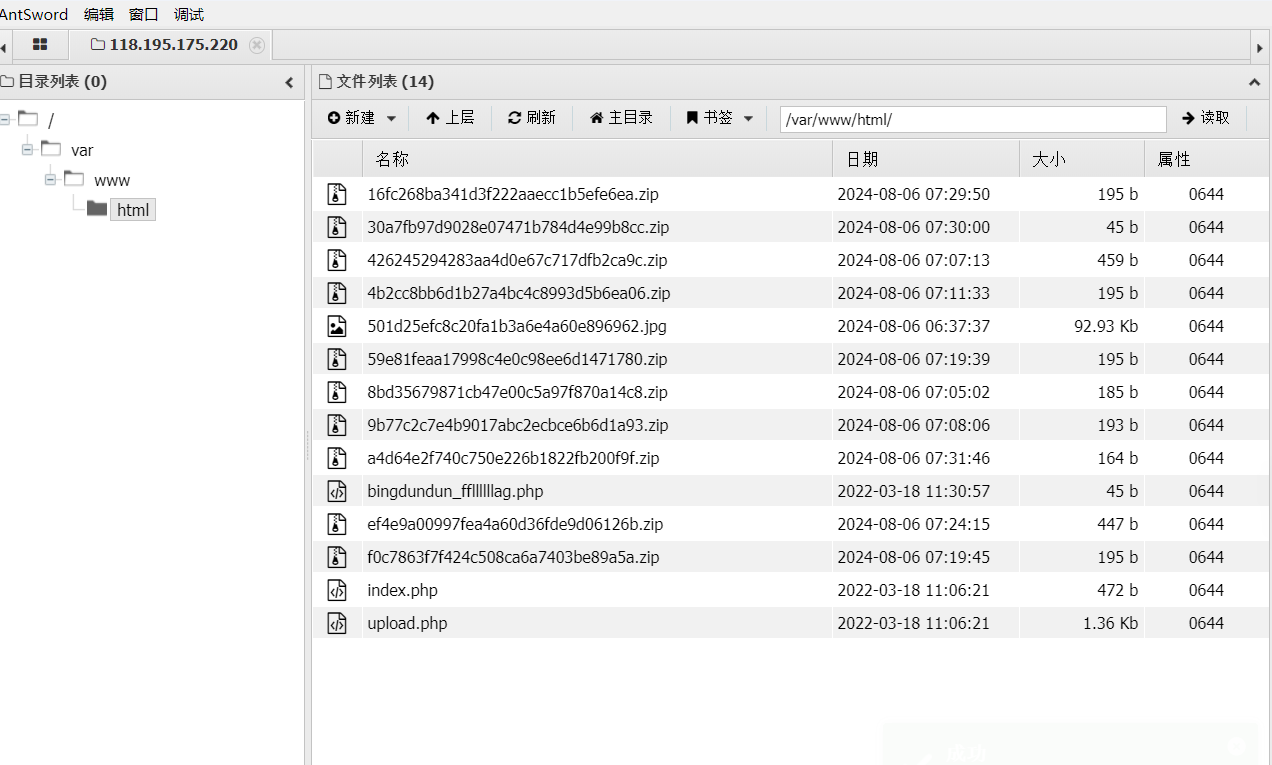 AntSword 编辑 窗口 调试
118.195.175.220
目录列表 (0)
/
var
www
html
文件列表 (14)
新建 上层 刷新 主目录 书签 /var/www/html/ 读取
名称 日期 大小 属性
16fc268ba341d3f222aaecc1b5efe6ea.zip 2024-08-06 07:29:50 195 b 0644
30a7fb97d9028e07471b784d4e99b8cc.zip 2024-08-06 07:30:00 45 b 0644
426245294283aa4d0e67c717dfb2ca9c.zip 2024-08-06 07:07:13 459 b 0644
4b2cc8bb6d1b27a4bc4c8993d5b6ea06.zip 2024-08-06 07:11:33 195 b 0644
501d25efc8c20fa1b3a6e4a60e896962.jpg 2024-08-06 06:37:37 92.93 Kb 0644
59e81feaa17998c4e0c98ee6d1471780.zip 2024-08-06 07:19:39 195 b 0644
8bd35679871cb47e00c5a97f870a14c8.zip 2024-08-06 07:05:02 185 b 0644
9b77c2c7e4b9017abc2ecbce6b6d1a93.zip 2024-08-06 07:08:06 193 b 0644
a4d64e2f740c750e226b1822fb200f9f.zip 2024-08-06 07:31:46 164 b 0644
bingdundun_fflllllag.php 2022-03-18 11:30:57 45 b 0644
ef4e9a00997fea4a60d36fde9d06126b.zip 2024-08-06 07:24:15 447 b 0644
f0c7863f7f424c508ca6a7403be89a5a.zip 2024-08-06 07:19:45 195 b 0644
index.php 2022-03-18 11:06:21 472 b 0644
upload.php 2022-03-18 11:06:21 1.36 Kb 0644
成功